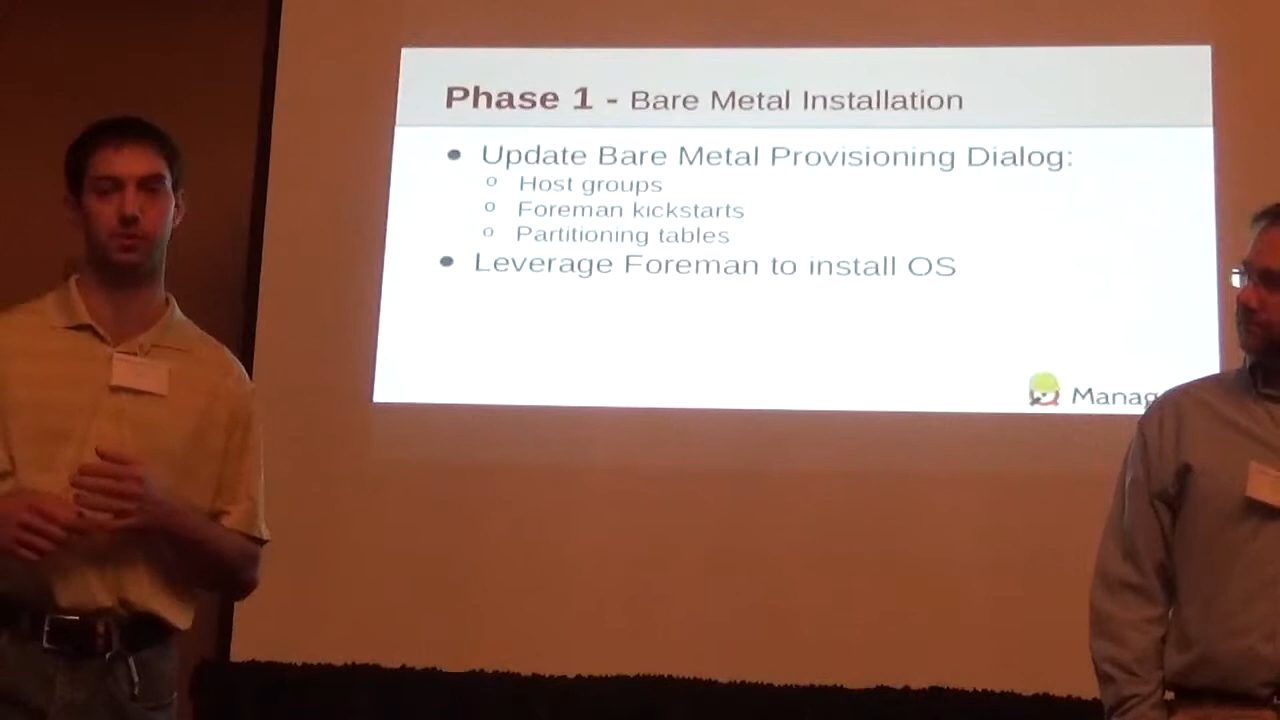 Phase 1 - Bare Metal Installation
● Update Bare Metal Provisioning Dialog:
o Host groups
o Foreman kickstarts
o Partitioning tables
● Leverage Foreman to install OS
Manag